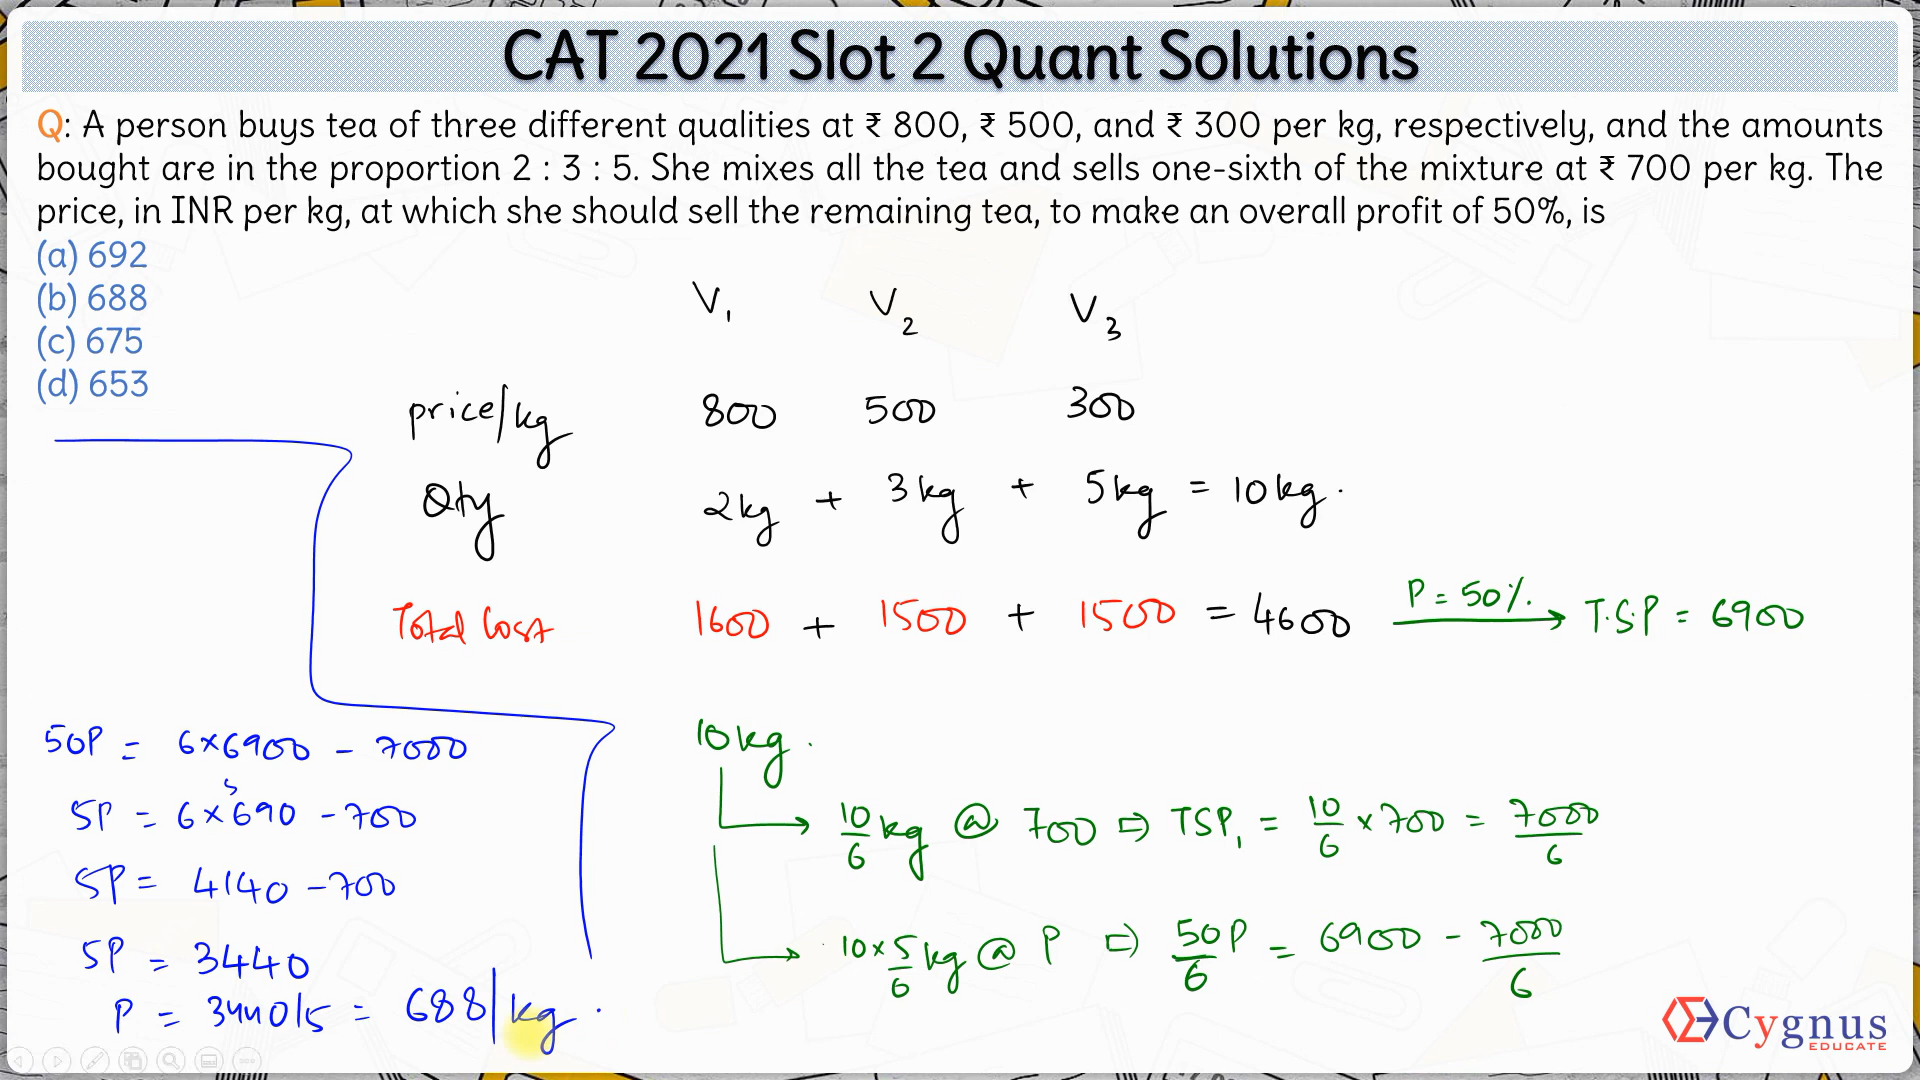 CAT 2021 Slot 2 Quant Solutions
Q: A person buys tea of three different qualities at ₹ 800, ₹ 500, and ₹ 300 per kg, respectively, and the amounts
bought are in the proportion 2 : 3 : 5. She mixes all the tea and sells one-sixth of the mixture at ₹ 700 per kg. The
price, in INR per kg, at which she should sell the remaining tea, to make an overall profit of 50%, is
(a) 692
(b) 688
(c) 675
(d) 653
V₁ V₂ V₃
price/kg 800 500 300
Qty 2kg + 3kg + 5kg = 10kg.
Total Cost 1600 + 1500 + 1500 = 4600 P = 50% → T.S.P = 6900
10kg.
10/6 kg @ 700 ⇒ TSP₁ = 10/6 × 700 = 7000/6
10 × 5/6 kg @ P ⇒ 50P/6 = 6900 - 7000/6
50P = 6×6900 - 7000
5
5P = 6×690 - 700
5P = 4140 - 700
5P = 3440
P = 3440/5 = 688/kg.
Cygnus
EDUCATE